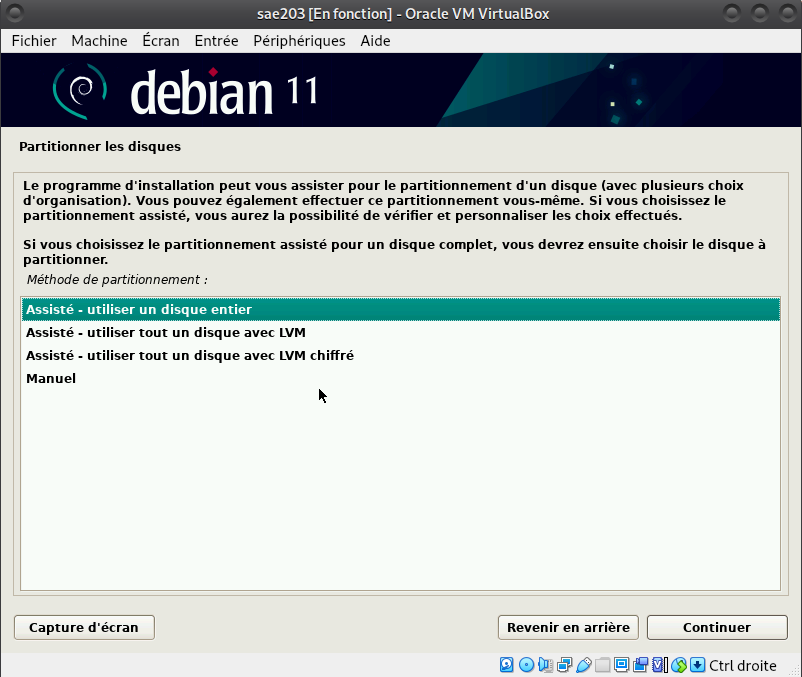 sae203 [En fonction] - Oracle VM VirtualBox
Fichier Machine Écran Entrée Périphériques Aide
debian 11
Partitionner les disques
Le programme d'installation peut vous assister pour le partitionnement d'un disque (avec plusieurs choix
d'organisation). Vous pouvez également effectuer ce partitionnement vous-même. Si vous choisissez le
partitionnement assisté, vous aurez la possibilité de vérifier et personnaliser les choix effectués.
Si vous choisissez le partitionnement assisté pour un disque complet, vous devrez ensuite choisir le disque à
partitionner.
Méthode de partitionnement :
Assisté - utiliser un disque entier
Assisté - utiliser tout un disque avec LVM
Assisté - utiliser tout un disque avec LVM chiffré
Manuel
Capture d'écran Revenir en arrière Continuer
Ctrl droite